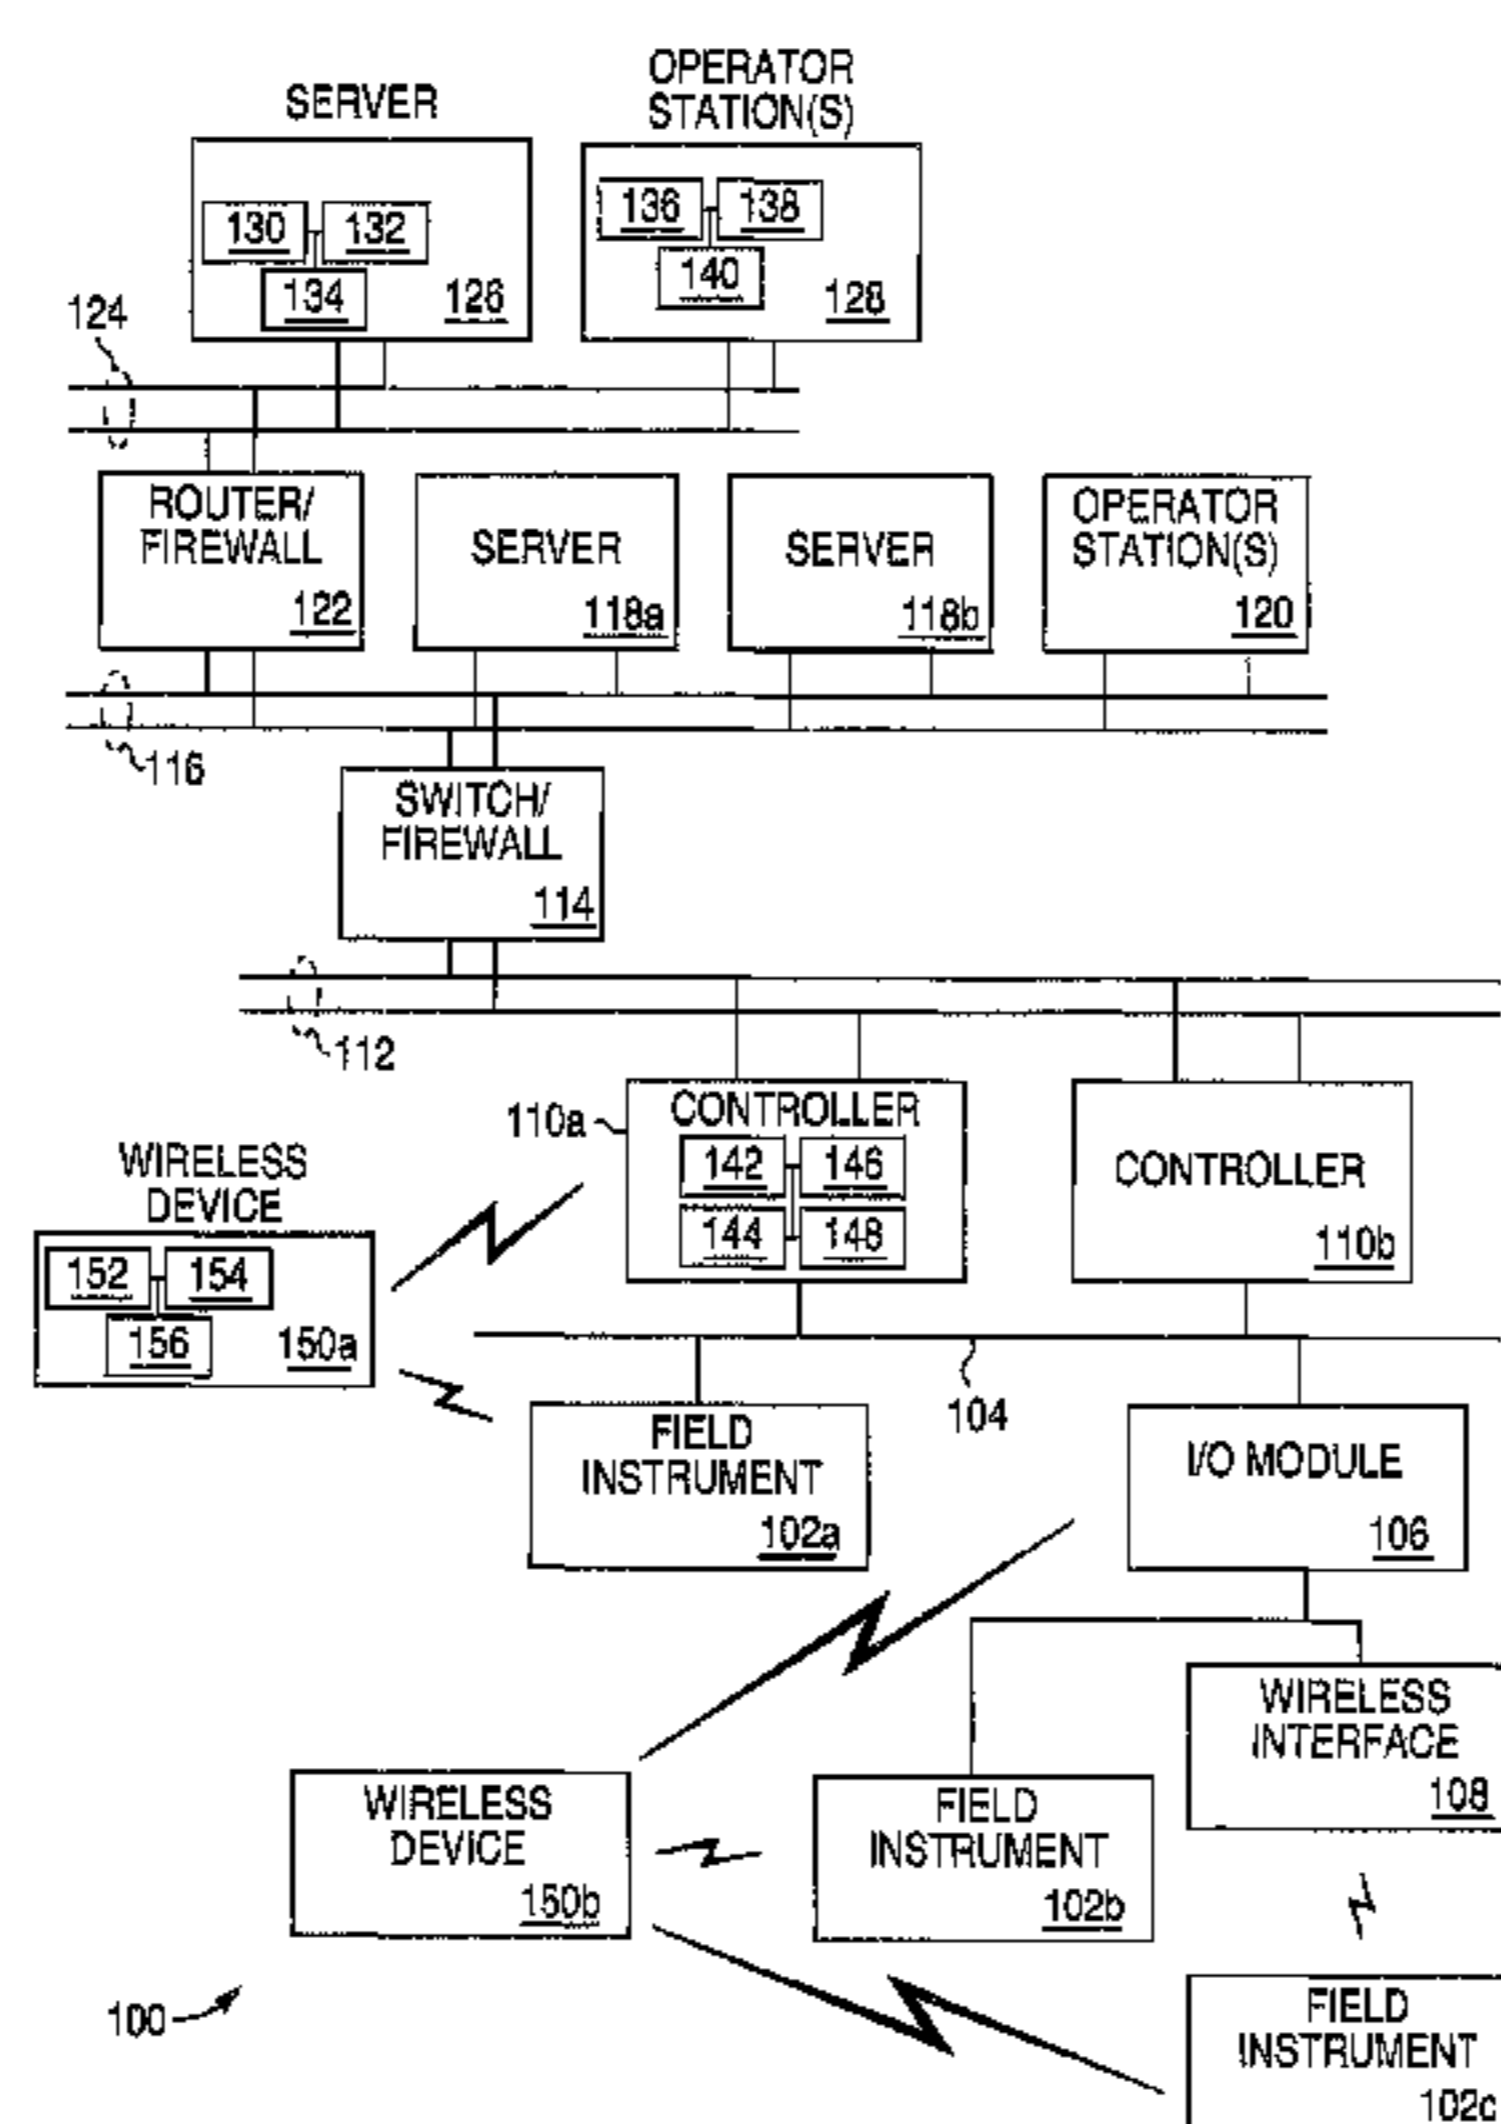 SERVER
OPERATOR
STATION(S)
130
132
134
126
136
138
140
128
124
ROUTER/
FIREWALL
122
SERVER
118a
SERVER
118b
OPERATOR
STATION(S)
120
116
SWITCH/
FIREWALL
114
112
110a
CONTROLLER
142
146
144
148
CONTROLLER
110b
WIRELESS
DEVICE
152
154
156
150a
104
FIELD
INSTRUMENT
102a
I/O MODULE
106
WIRELESS
INTERFACE
108
WIRELESS
DEVICE
150b
FIELD
INSTRUMENT
102b
100
FIELD
INSTRUMENT
102c